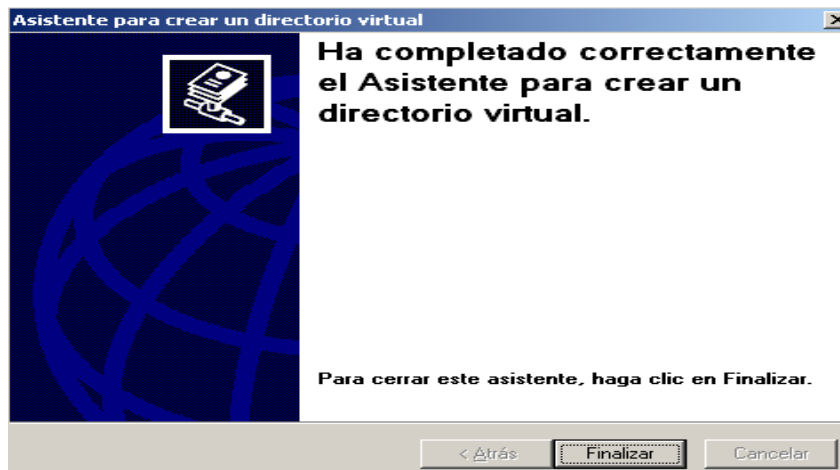 Asistente para crear un directorio virtual
Ha completado correctamente
el Asistente para crear un
directorio virtual.
Para cerrar este asistente, haga clic en Finalizar.
< Atrás
Finalizar
Cancelar